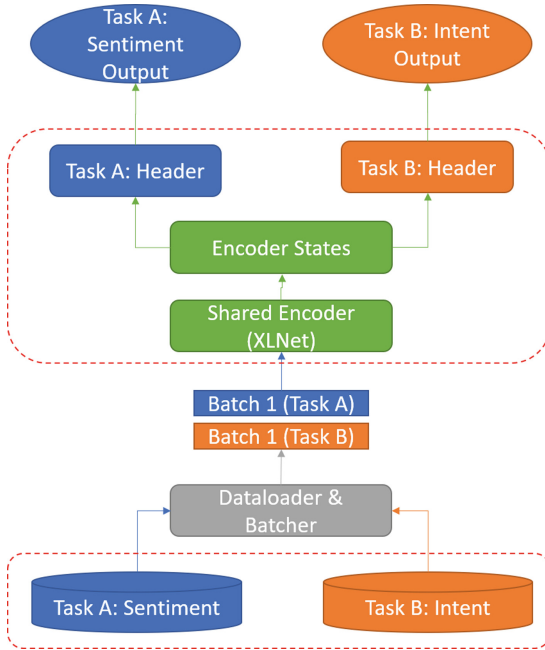 Task A:
Sentiment
Output
Task B: Intent
Output
Task A: Header
Task B: Header
Encoder States
Shared Encoder
(XLNet)
Batch 1 (Task A)
Batch 1 (Task B)
Dataloader &
Batcher
Task A: Sentiment
Task B: Intent